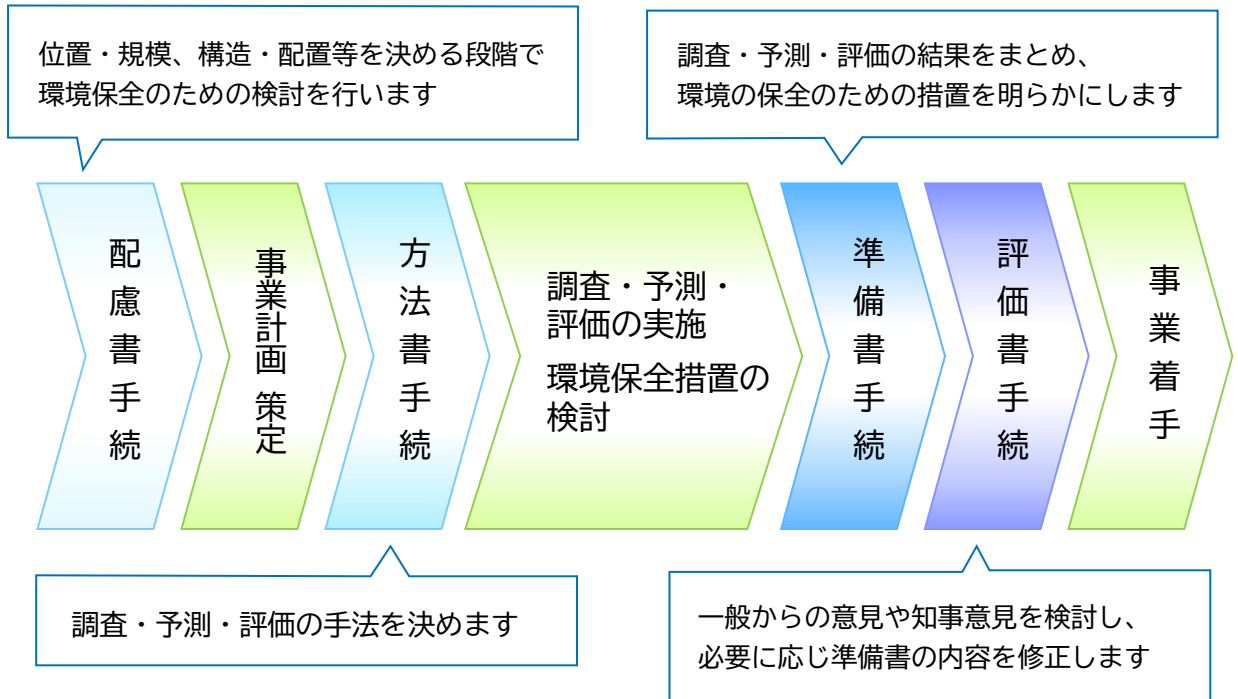 位置・規模、構造・配置等を決める段階で
環境保全のための検討を行います
調査・予測・評価の結果をまとめ、
環境の保全のための措置を明らかにします
配慮書手続
事業計画 策定
方法書手続
調査・予測・
評価の実施
環境保全措置の
検討
準備書手続
評価書手続
事業着手
調査・予測・評価の手法を決めます
一般からの意見や知事意見を検討し、
必要に応じ準備書の内容を修正します